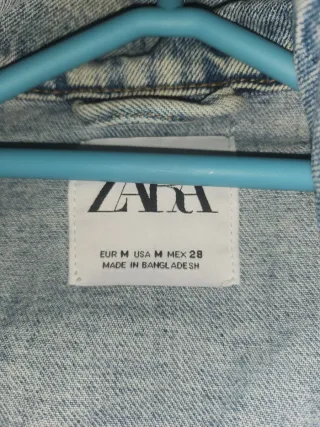 ZARA
EUR M USA M MEX 28
MADE IN BANGLADESH